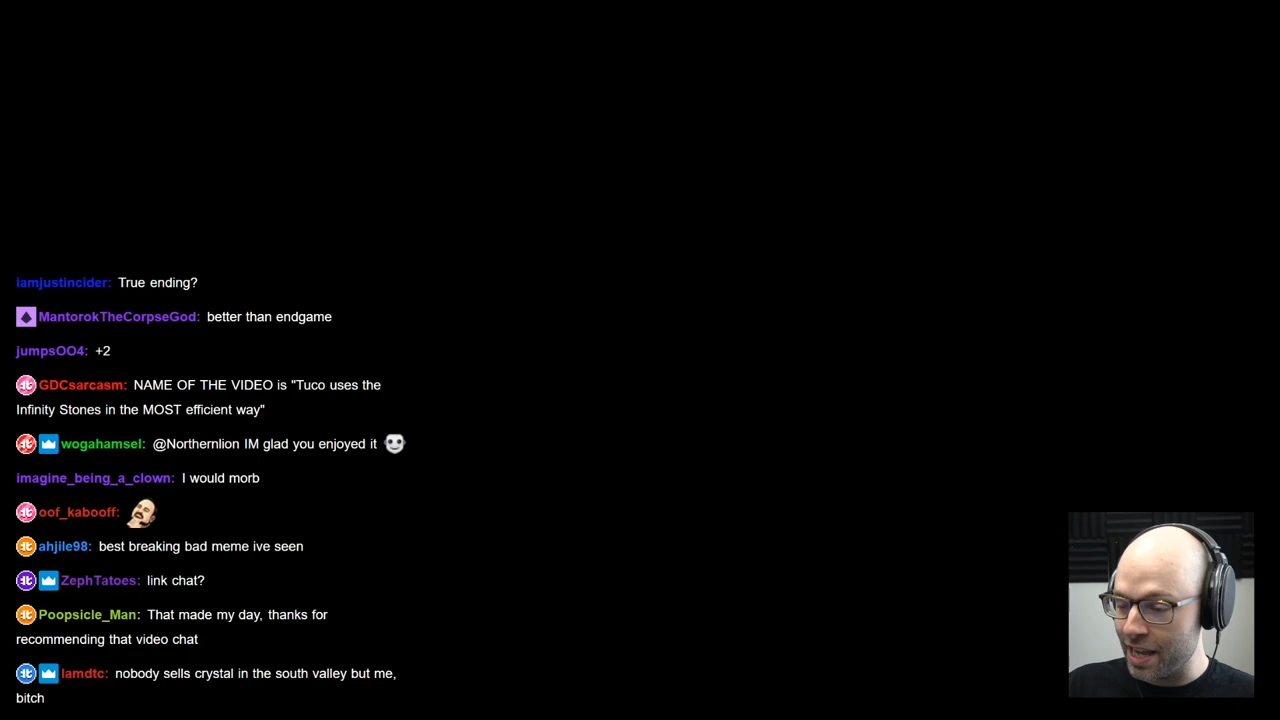 iamjustincider: True ending?
MantorokTheCorpseGod: better than endgame
jumpsOO4: +2
GDCsarcasm: NAME OF THE VIDEO is "Tuco uses the
Infinity Stones in the MOST efficient way"
wogahamsel: @Northernlion IM glad you enjoyed it
imagine_being_a_clown: I would morb
oof_kabooff:
ahjile98: best breaking bad meme ive seen
ZephTatoes: link chat?
Poopsicle_Man: That made my day, thanks for
recommending that video chat
lamdtc: nobody sells crystal in the south valley but me,
bitch